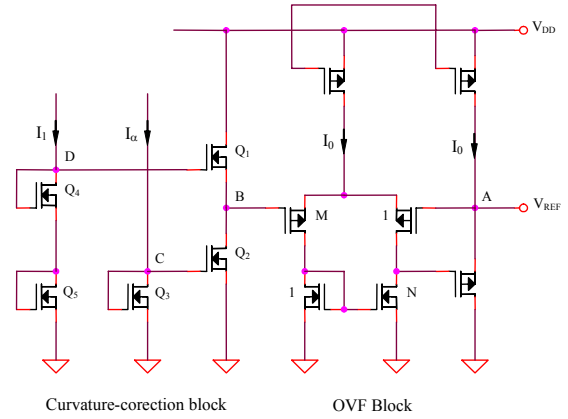 V_DD
I_1
I_α
Q_1
I_0
I_0
D
Q_4
B
M
1
A
V_REF
C
Q_2
Q_5
Q_3
1
N
Curvature-corection block
OVF Block